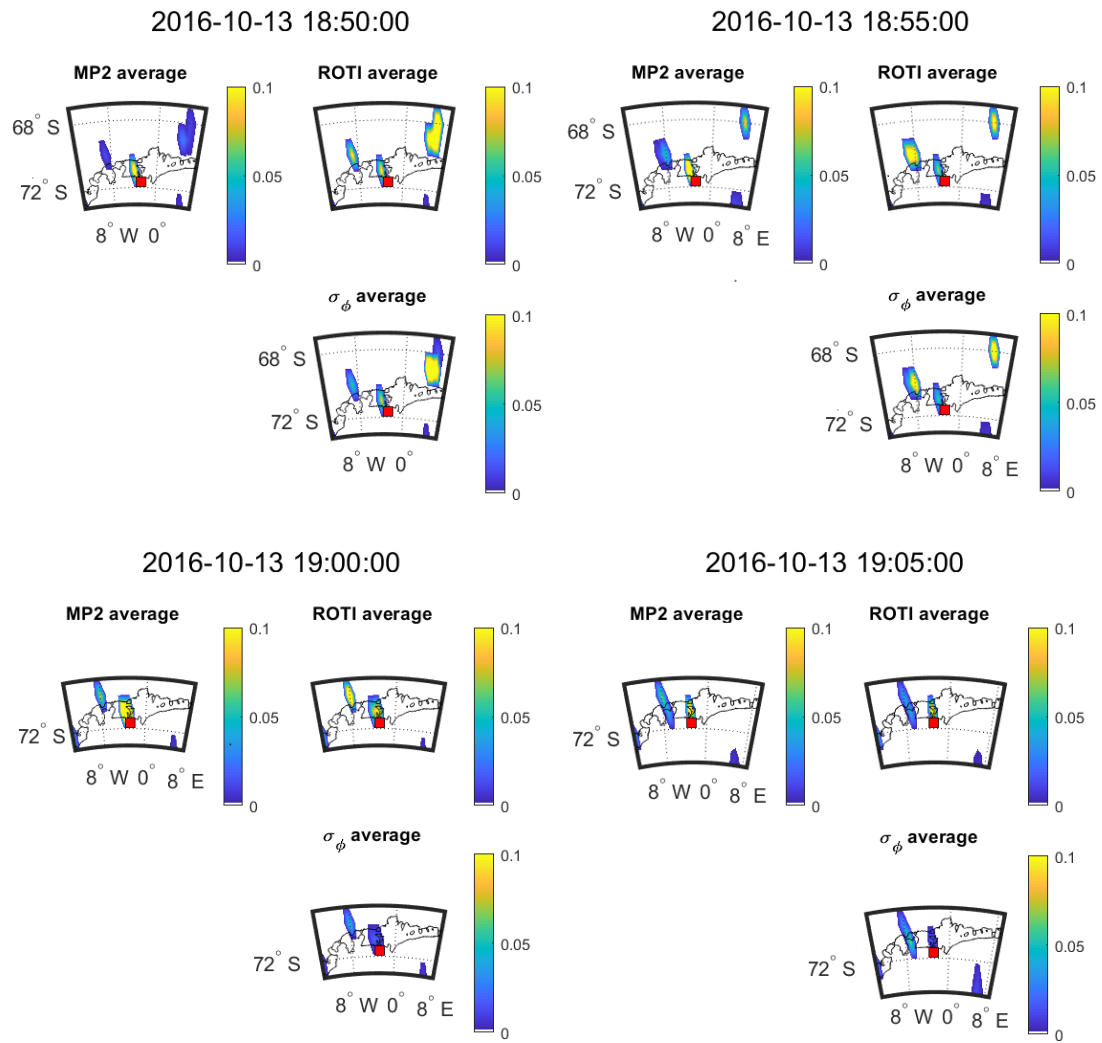 2016-10-13 18:50:00
MP2 average
ROTI average
68° S
72° S
8° W 0°
0.1
0.05
0
0.1
0.05
0
σϕ average
68° S
72° S
8° W 0°
0.1
0.05
0
2016-10-13 18:55:00
MP2 average
ROTI average
68° S
72° S
8° W 0° 8° E
0.1
0.05
0
0.1
0.05
0
σϕ average
68° S
72° S
8° W 0° 8° E
0.1
0.05
0
2016-10-13 19:00:00
MP2 average
ROTI average
72° S
8° W 0° 8° E
0.1
0.05
0
0.1
0.05
0
σϕ average
72° S
8° W 0° 8° E
0.1
0.05
0
2016-10-13 19:05:00
MP2 average
ROTI average
72° S
8° W 0° 8° E
0.1
0.05
0
0.1
0.05
0
σϕ average
72° S
8° W 0° 8° E
0.1
0.05
0